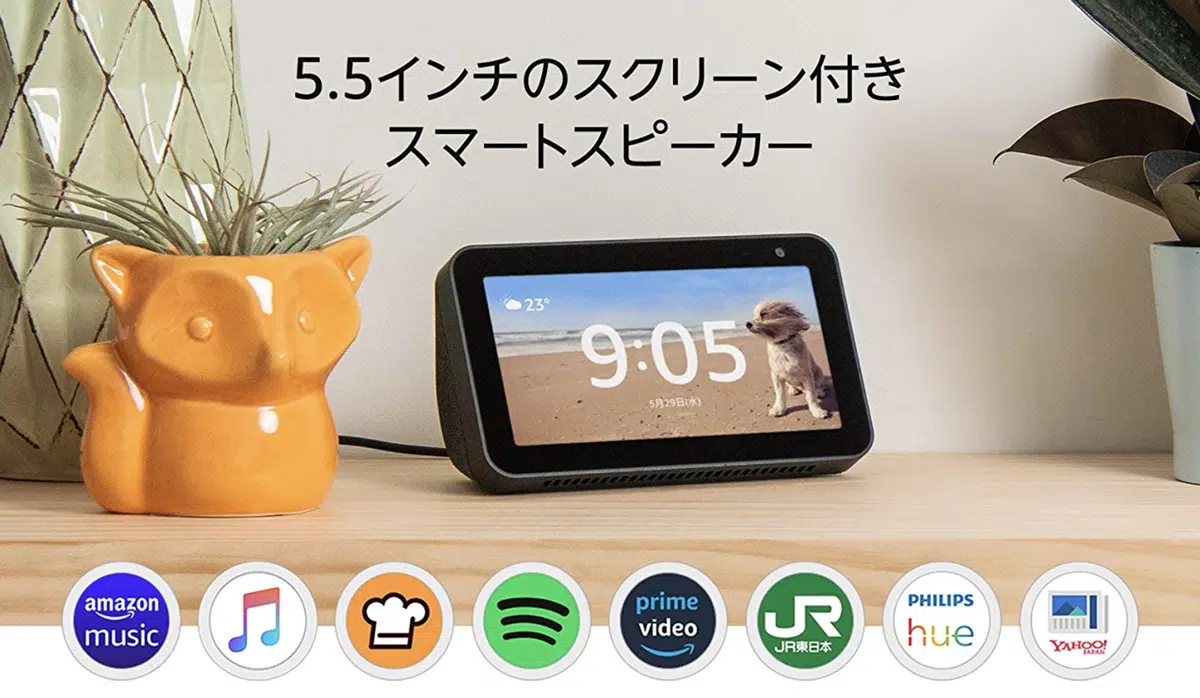 5.5インチのスクリーン付き
スマートスピーカー
23°
9:05
5月29日(水)
amazon
music
prime
video
JR
JR東日本
PHILIPS
hue
YAHOO!
JAPAN